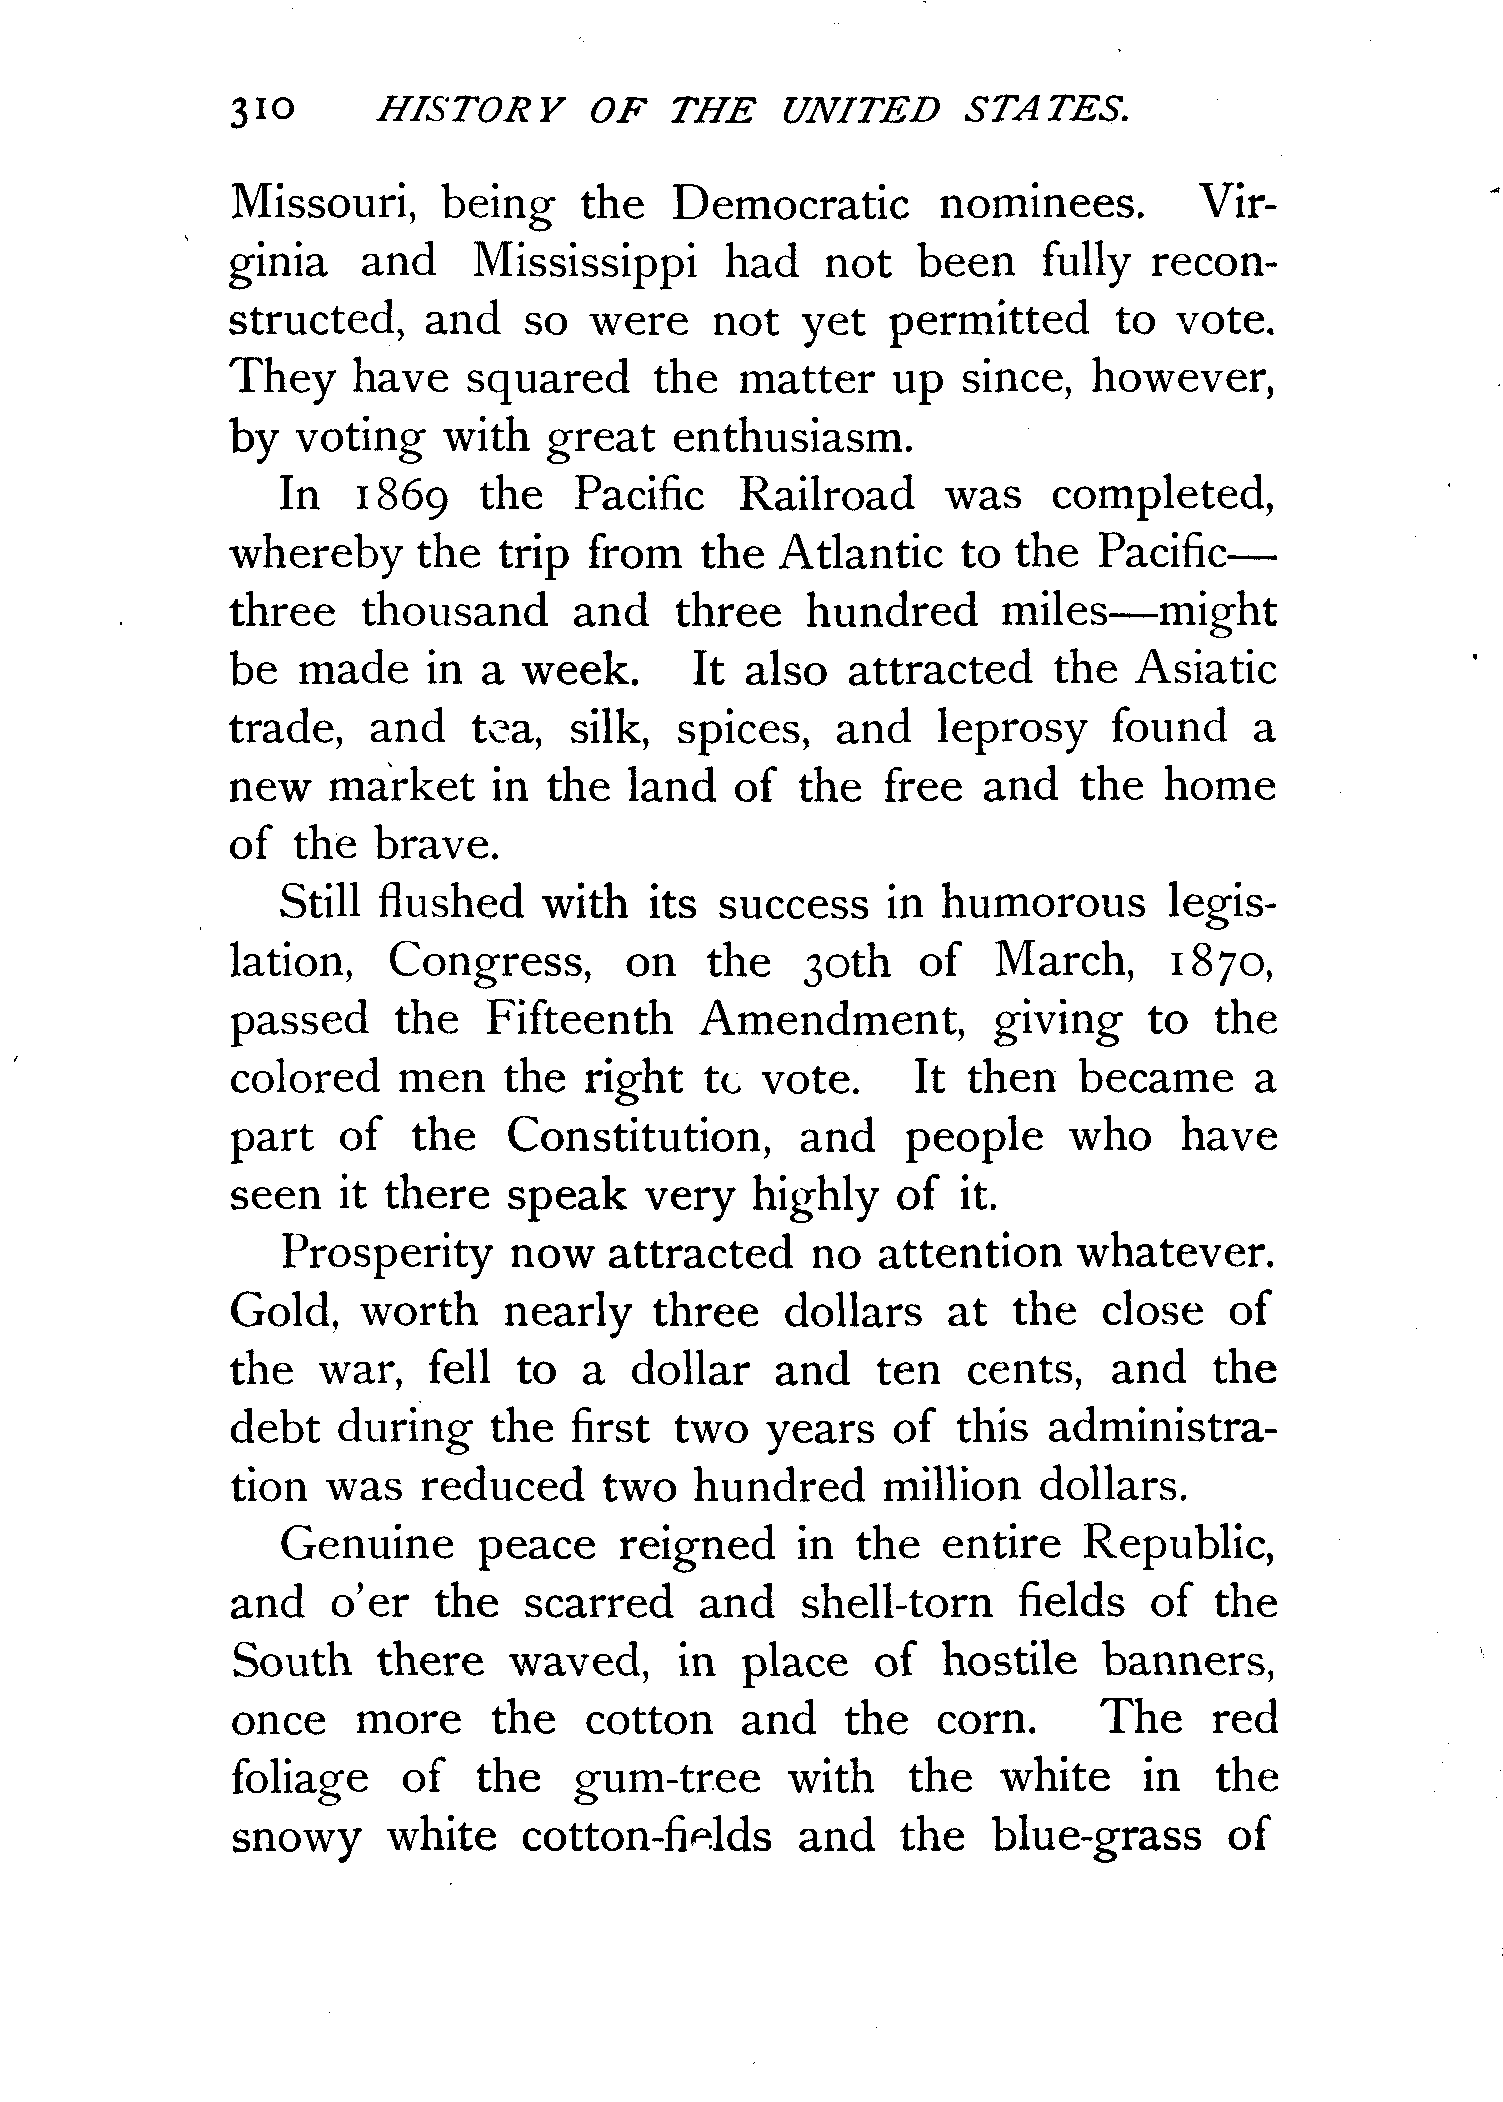 310 HISTORY OF THE UNITED STATES.
Missouri, being the Democratic nominees. Vir-
ginia and Mississippi had not been fully recon-
structed, and so were not yet permitted to vote.
They have squared the matter up since, however,
by voting with great enthusiasm.
In 1869 the Pacific Railroad was completed,
whereby the trip from the Atlantic to the Pacific—
three thousand and three hundred miles—might
be made in a week. It also attracted the Asiatic
trade, and tea, silk, spices, and leprosy found a
new market in the land of the free and the home
of the brave.
Still flushed with its success in humorous legis-
lation, Congress, on the 30th of March, 1870,
passed the Fifteenth Amendment, giving to the
colored men the right to vote. It then became a
part of the Constitution, and people who have
seen it there speak very highly of it.
Prosperity now attracted no attention whatever.
Gold, worth nearly three dollars at the close of
the war, fell to a dollar and ten cents, and the
debt during the first two years of this administra-
tion was reduced two hundred million dollars.
Genuine peace reigned in the entire Republic,
and o'er the scarred and shell-torn fields of the
South there waved, in place of hostile banners,
once more the cotton and the corn. The red
foliage of the gum-tree with the white in the
snowy white cotton-fields and the blue-grass of